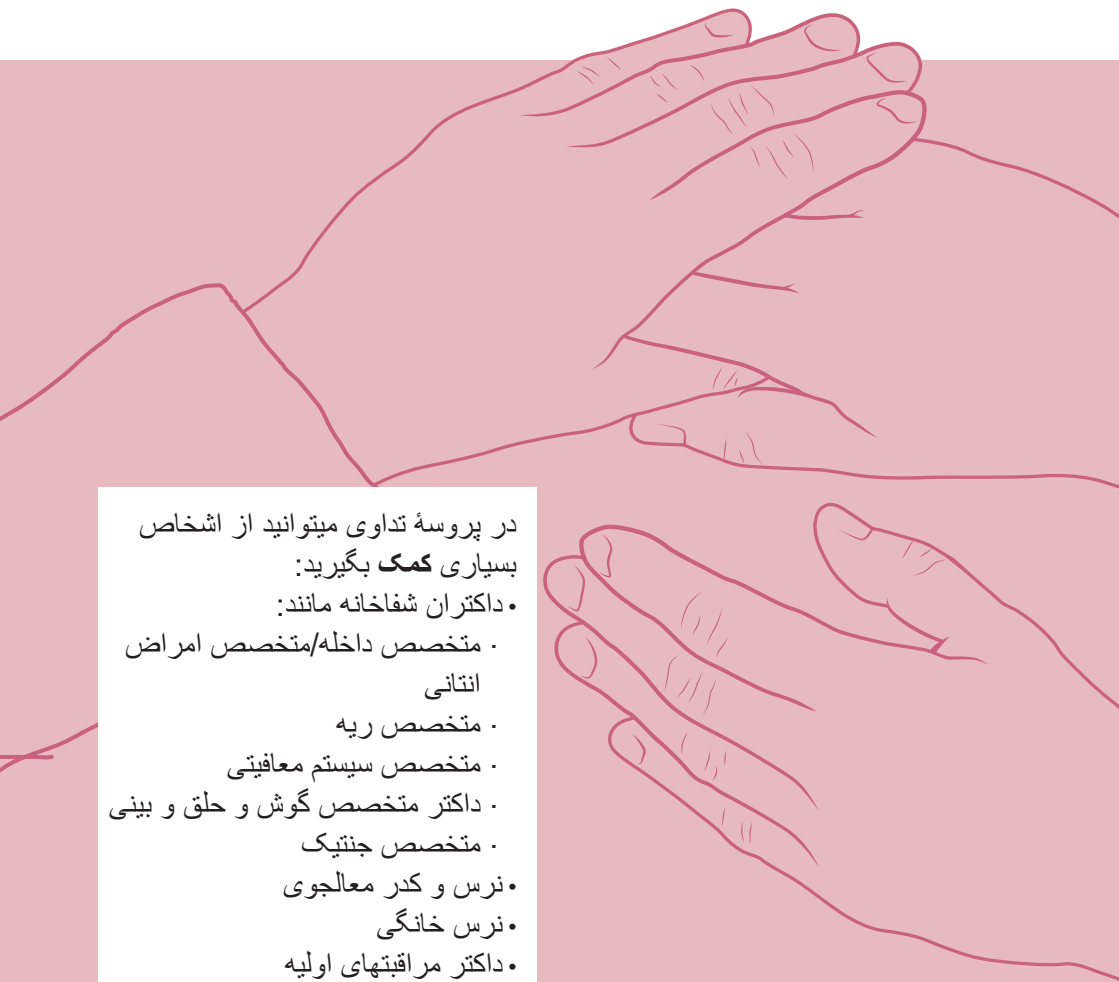 در پروسۀ تداوی میتوانید از اشخاص
بسیاری کمک بگیرید:
• داکتران شفاخانه مانند:
· متخصص داخله/متخصص امراض
انتانی
· متخصص ریه
· متخصص سیستم معافیتی
· داکتر متخصص گوش و حلق و بینی
· متخصص جنتیک
• نرس و کدر معالجوی
• نرس خانگی
• داکتر مراقبتهای اولیه